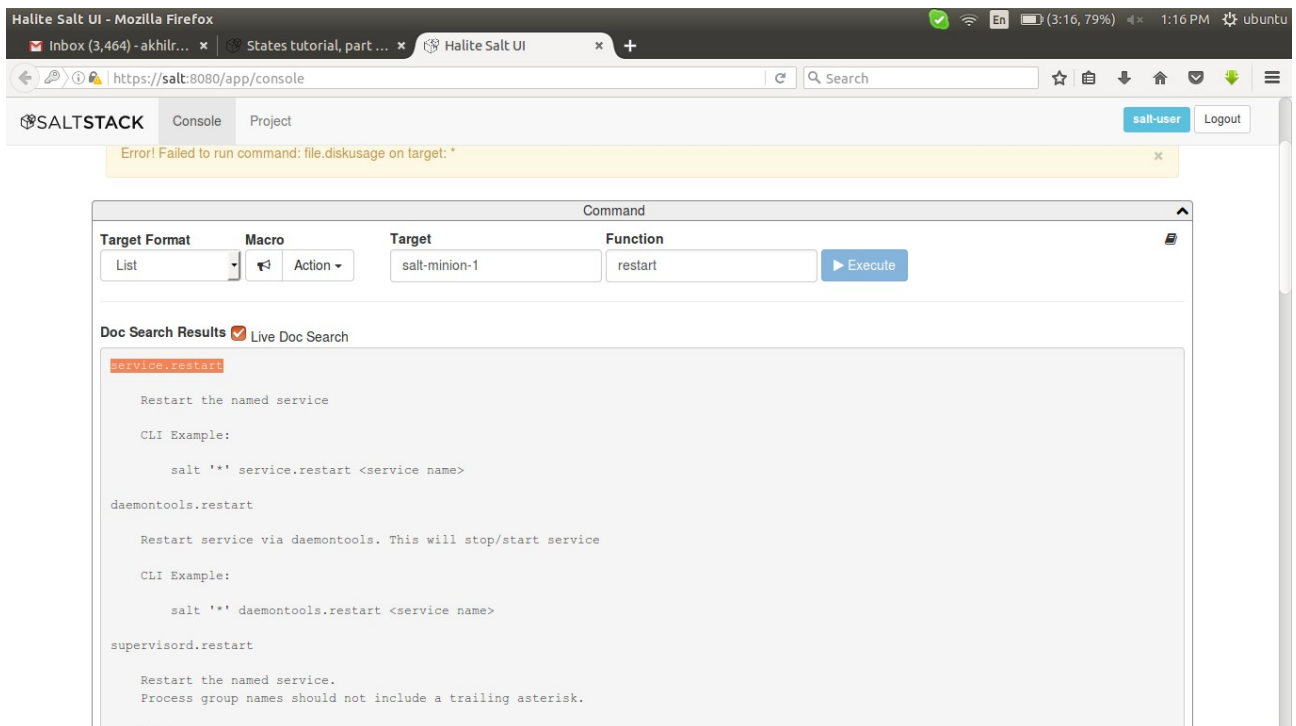 Halite Salt UI - Mozilla Firefox
En (3:16, 79%) 1:16 PM ubuntu
Inbox (3,464) - akhilr... × States tutorial, part ... × Halite Salt UI × +
https://salt:8080/app/console Search
SALTSTACK Console Project salt-user Logout
Error! Failed to run command: file.diskusage on target: * ×
Command
Target Format Macro Target Function
List Action salt-minion-1 restart Execute
Doc Search Results Live Doc Search
service.restart
Restart the named service
CLI Example:
salt '*' service.restart <service name>
daemontools.restart
Restart service via daemontools. This will stop/start service
CLI Example:
salt '*' daemontools.restart <service name>
supervisord.restart
Restart the named service.
Process group names should not include a trailing asterisk.